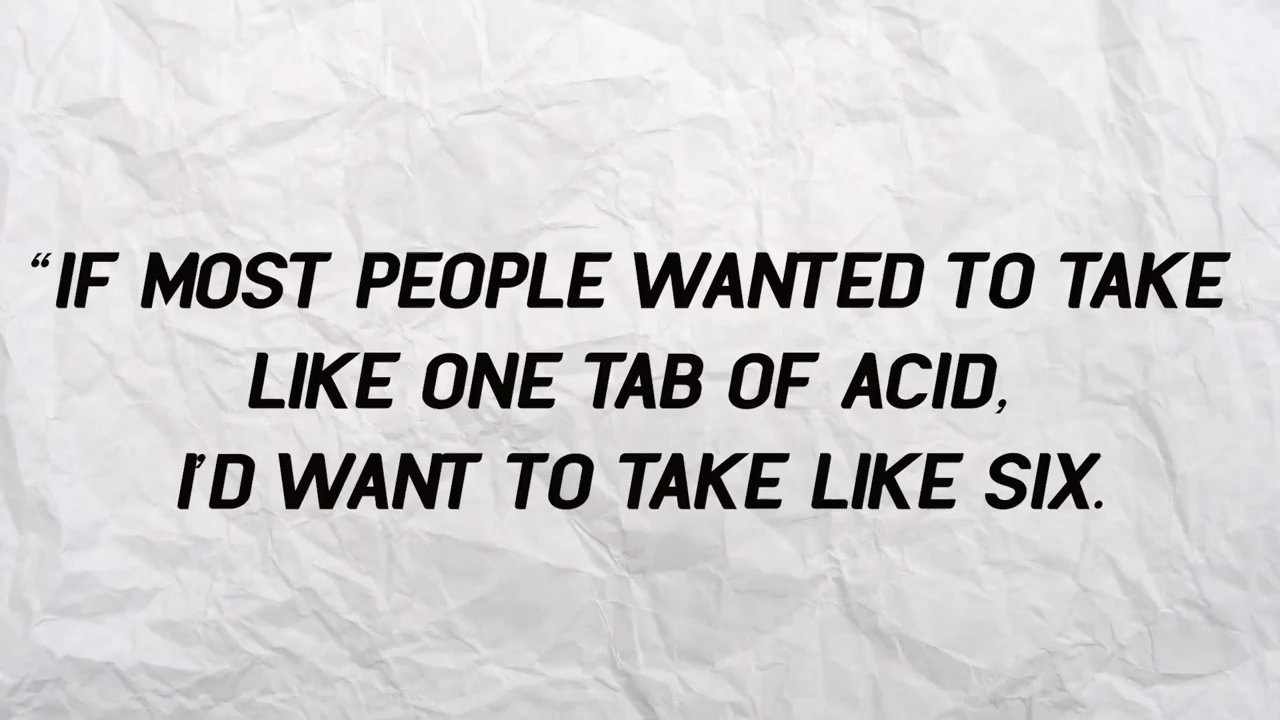 “IF MOST PEOPLE WANTED TO TAKE
LIKE ONE TAB OF ACID,
I’D WANT TO TAKE LIKE SIX.